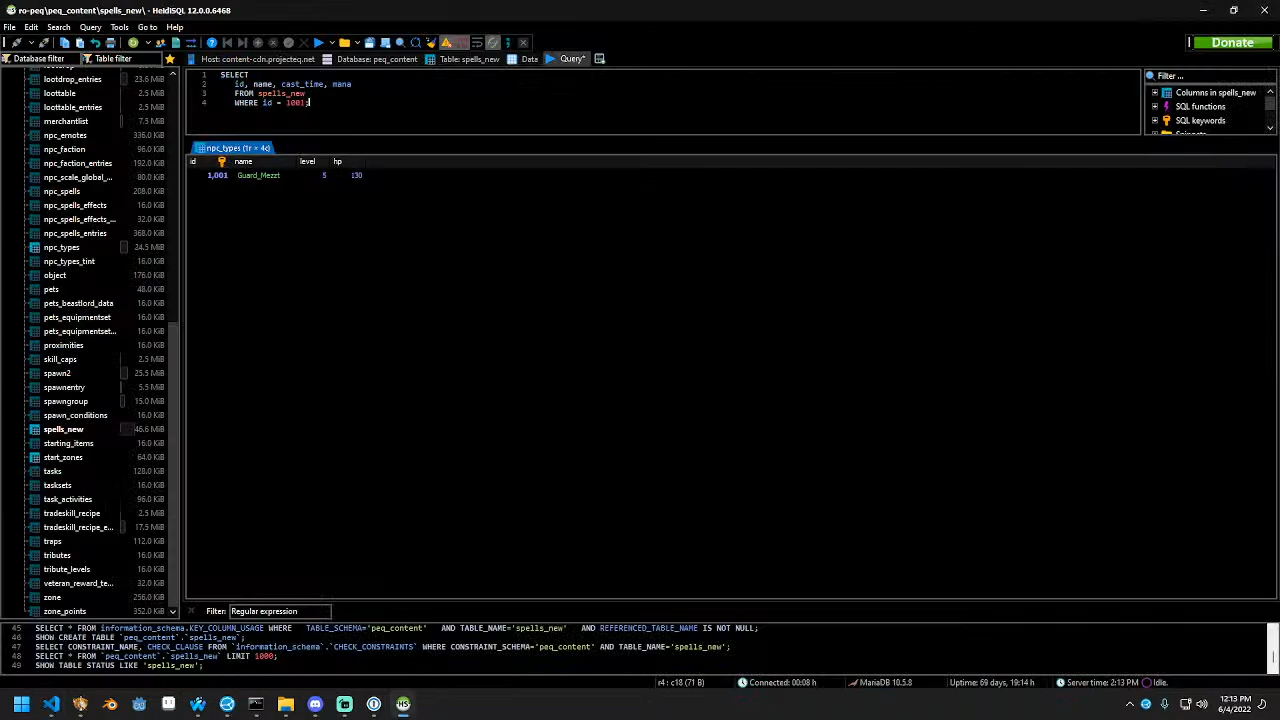 ro-peq\peq_content\spells_new\ - HeidiSQL 12.0.0.6468
File Edit Search Query Tools Go to Help
Donate
Database filter Table filter Host: content-cdn.projecteq.net Database: peq_content Table: spells_new Data Query*
1 SELECT
2 id, name, cast_time, mana
3 FROM spells_new
4 WHERE id = 1001;
Filter ...
Columns in spells_new
SQL functions
SQL keywords
npc_types (1r × 4c)
id name level hp
1,001 Guard_Mezzt 5 130
lootdrop_entries 23.6 MiB
loottable 2.5 MiB
loottable_entries 2.5 MiB
merchantlist 7.5 MiB
npc_emotes 336.0 KiB
npc_faction 96.0 KiB
npc_faction_entries 192.0 KiB
npc_scale_global_... 80.0 KiB
npc_spells 208.0 KiB
npc_spells_effects 16.0 KiB
npc_spells_effects_... 32.0 KiB
npc_spells_entries 368.0 KiB
npc_types 24.5 MiB
npc_types_tint 16.0 KiB
object 176.0 KiB
pets 48.0 KiB
pets_beastlord_data 16.0 KiB
pets_equipmentset 16.0 KiB
pets_equipmentset... 16.0 KiB
proximities 16.0 KiB
skill_caps 2.5 MiB
spawn2 25.5 MiB
spawnentry 5.5 MiB
spawngroup 15.0 MiB
spawn_conditions 16.0 KiB
spells_new 46.6 MiB
starting_items 16.0 KiB
start_zones 64.0 KiB
tasks 128.0 KiB
tasksets 16.0 KiB
task_activities 96.0 KiB
tradeskill_recipe 2.5 MiB
tradeskill_recipe_e... 17.5 MiB
traps 112.0 KiB
tributes 16.0 KiB
tribute_levels 16.0 KiB
veteran_reward_te... 32.0 KiB
zone 256.0 KiB
zone_points 352.0 KiB
Filter: Regular expression
45 SELECT * FROM information_schema.KEY_COLUMN_USAGE WHERE TABLE_SCHEMA='peq_content' AND TABLE_NAME='spells_new' AND REFERENCED_TABLE_NAME IS NOT NULL;
46 SHOW CREATE TABLE `peq_content`.`spells_new`;
47 SELECT CONSTRAINT_NAME, CHECK_CLAUSE FROM `information_schema`.`CHECK_CONSTRAINTS` WHERE CONSTRAINT_SCHEMA='peq_content' AND TABLE_NAME='spells_new';
48 SELECT * FROM `peq_content`.`spells_new` LIMIT 1000;
49 SHOW TABLE STATUS LIKE 'spells_new';
r4 : c18 (71 B) Connected: 00:08 h MariaDB 10.5.8 Uptime: 69 days, 19:14 h Server time: 2:13 PM Idle.
12:13 PM
6/4/2022